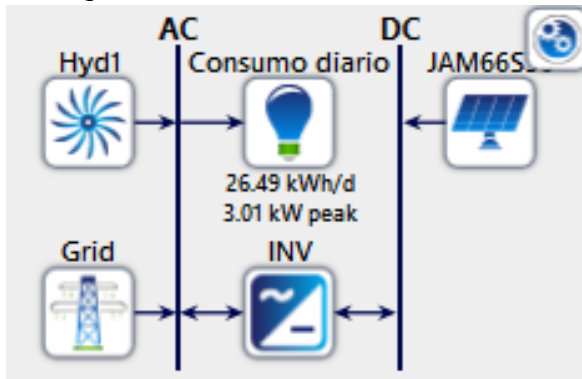 AC DC
Hyd1 Consumo diario
26.49 kWh/d
3.01 kW peak
Grid INV